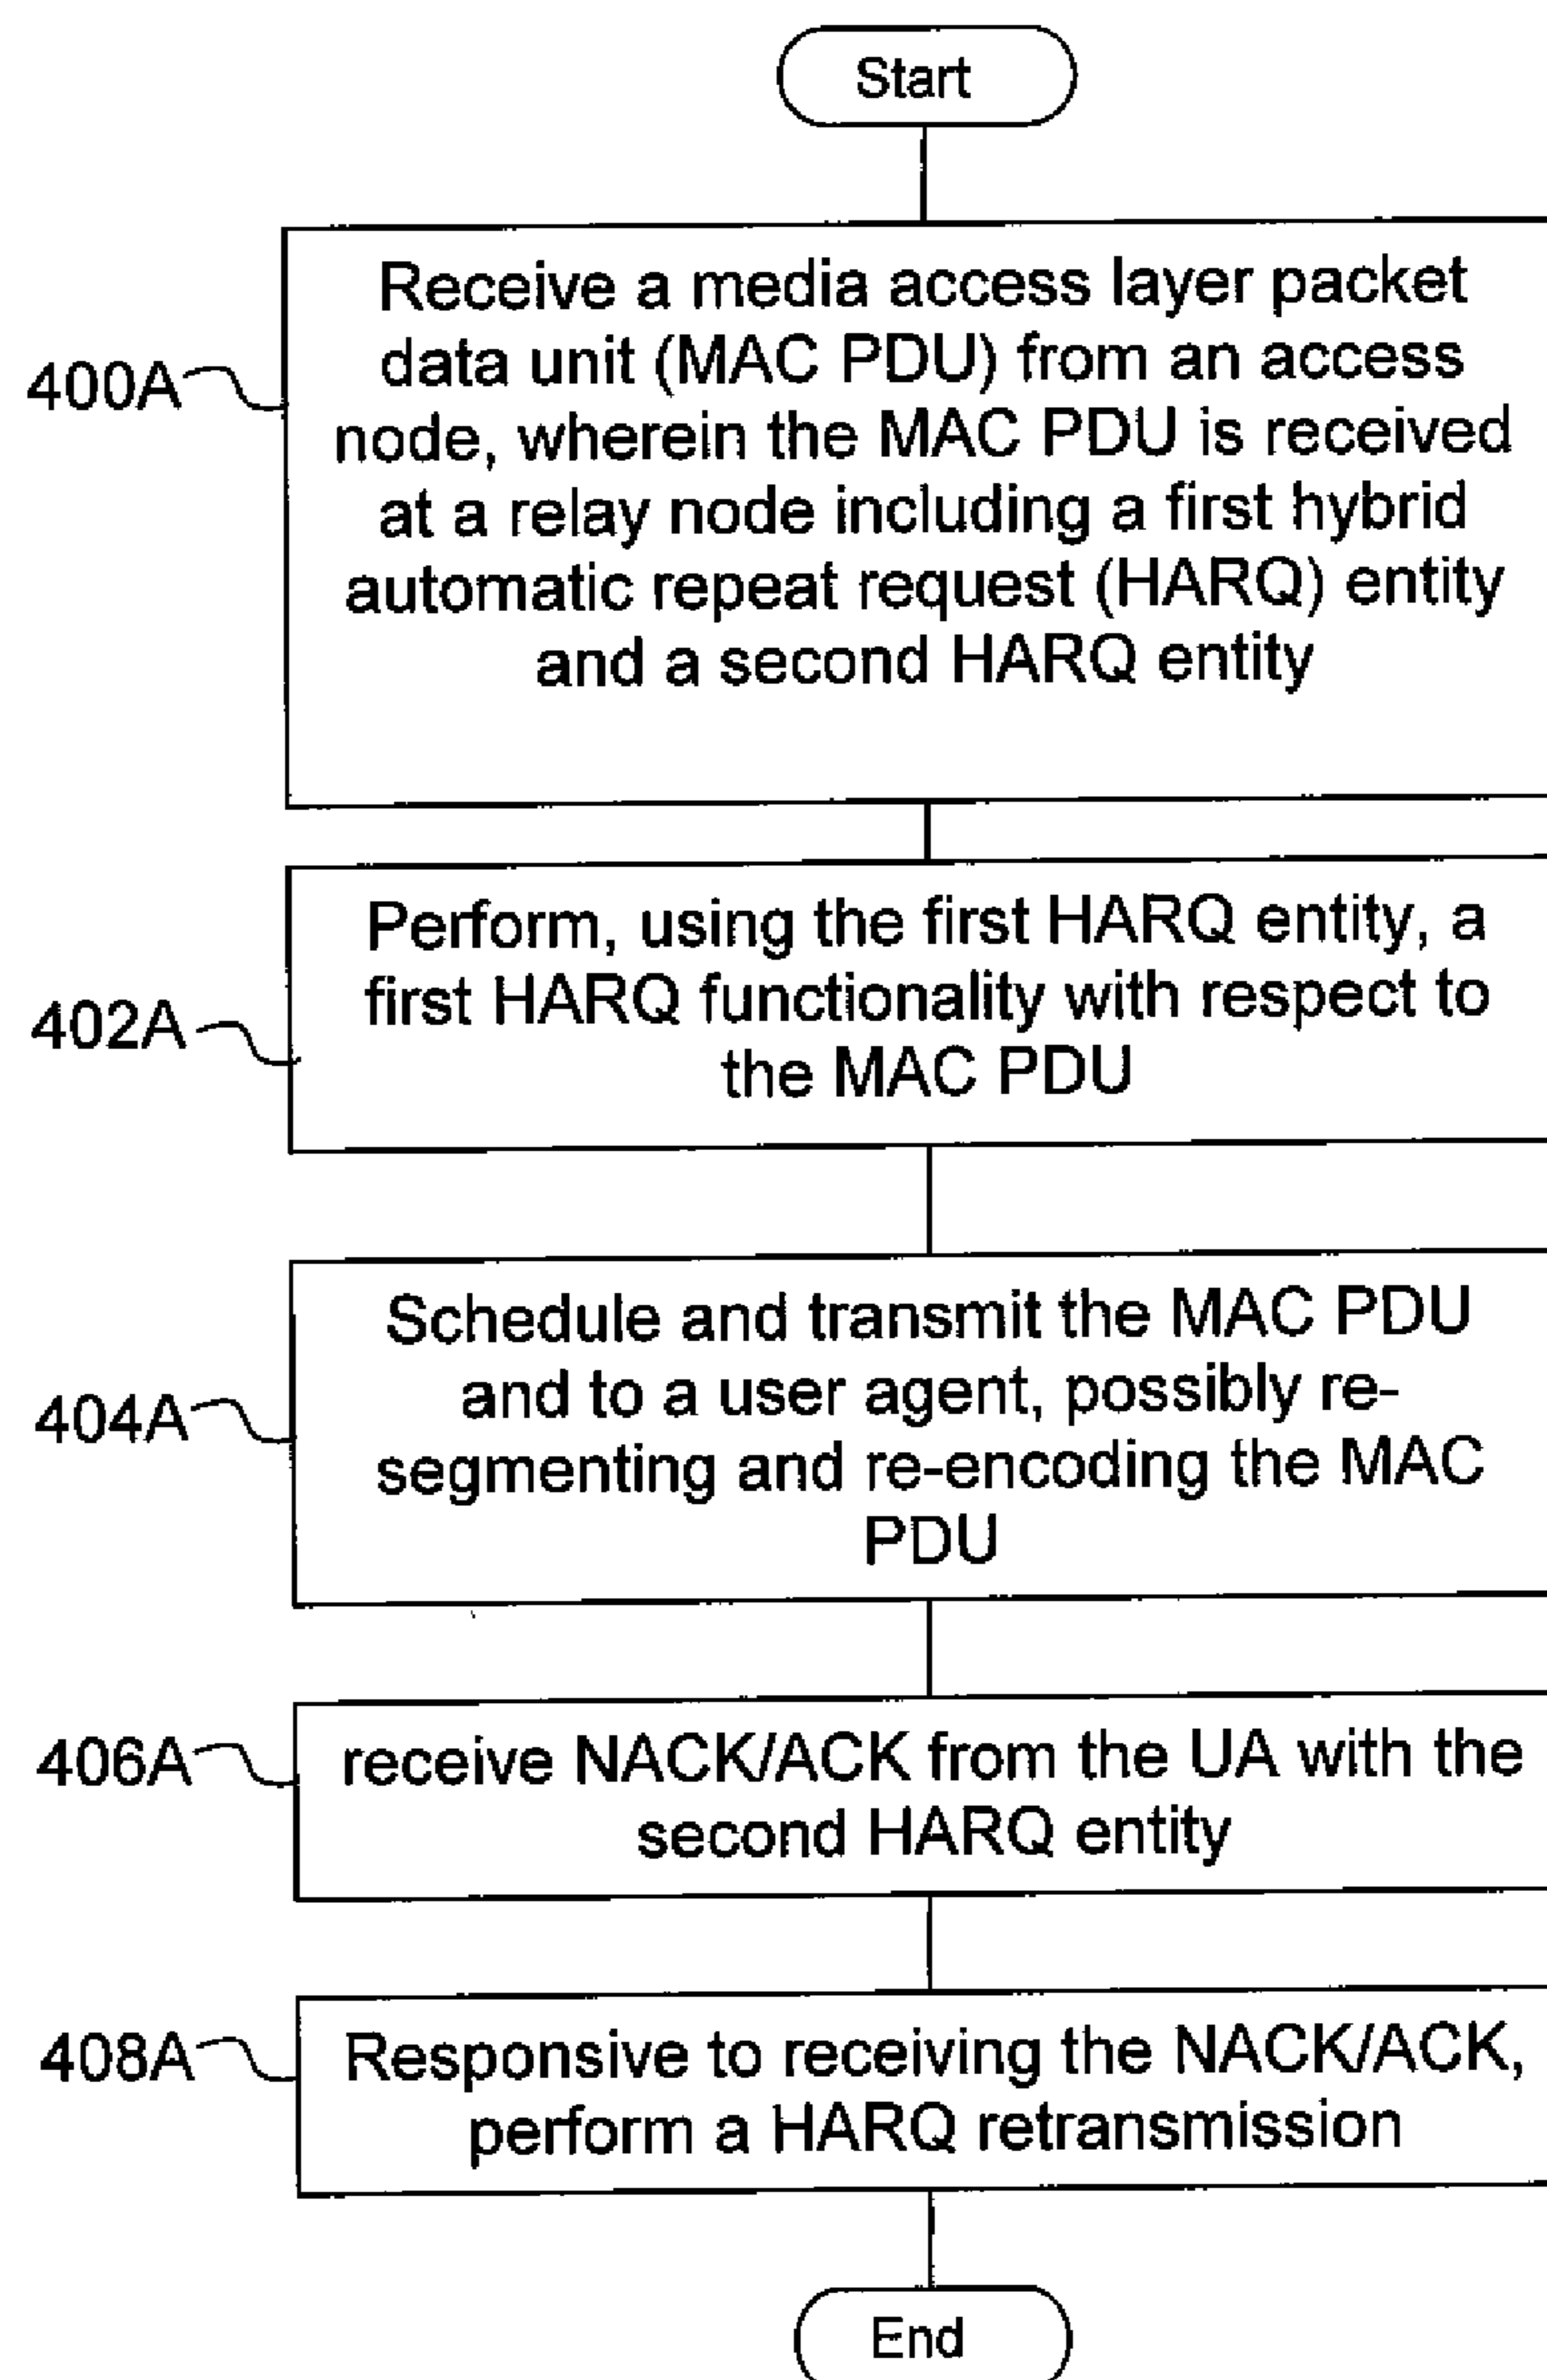 Start
400A
Receive a media access layer packet
data unit (MAC PDU) from an access
node, wherein the MAC PDU is received
at a relay node including a first hybrid
automatic repeat request (HARQ) entity
and a second HARQ entity
402A
Perform, using the first HARQ entity, a
first HARQ functionality with respect to
the MAC PDU
404A
Schedule and transmit the MAC PDU
and to a user agent, possibly re-
segmenting and re-encoding the MAC
PDU
406A
receive NACK/ACK from the UA with the
second HARQ entity
408A
Responsive to receiving the NACK/ACK,
perform a HARQ retransmission
End